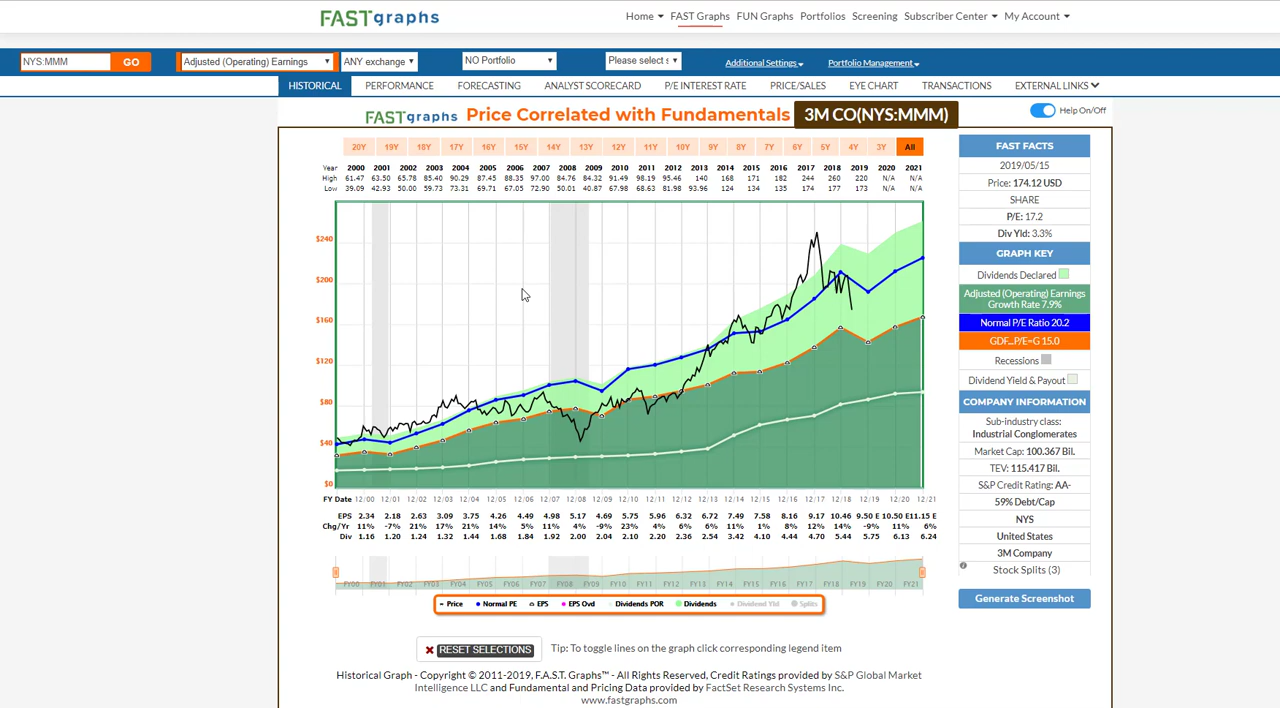 FASTgraphs
Home FAST Graphs FUN Graphs Portfolios Screening Subscriber Center My Account
NYS:MMM GO Adjusted (Operating) Earnings ANY exchange NO Portfolio Please select s Additional Settings Portfolio Management
HISTORICAL PERFORMANCE FORECASTING ANALYST SCORECARD P/E INTEREST RATE PRICE/SALES EYE CHART TRANSACTIONS EXTERNAL LINKS
FASTgraphs Price Correlated with Fundamentals 3M CO(NYS:MMM) Help On/Off
20Y 19Y 18Y 17Y 16Y 15Y 14Y 13Y 12Y 11Y 10Y 9Y 8Y 7Y 6Y 5Y 4Y 3Y All
Year 2000 2001 2002 2003 2004 2005 2006 2007 2008 2009 2010 2011 2012 2013 2014 2015 2016 2017 2018 2019 2020 2021
High 61.47 63.50 65.78 85.40 90.29 87.45 88.35 97.00 84.76 84.32 91.49 98.19 95.46 140 168 171 182 244 260 220 N/A N/A
Low 39.09 42.93 50.00 59.73 73.31 69.71 67.05 72.90 50.01 40.87 67.98 68.63 81.98 93.96 124 134 135 174 177 173 N/A N/A
$240
$200
$160
$120
$80
$40
$0
FY Date 12/00 12/01 12/02 12/03 12/04 12/05 12/06 12/07 12/08 12/09 12/10 12/11 12/12 12/13 12/14 12/15 12/16 12/17 12/18 12/19 12/20 12/21
EPS 2.34 2.18 2.63 3.09 3.75 4.26 4.49 4.98 5.17 4.69 5.75 5.96 6.32 6.72 7.49 7.58 8.16 9.17 10.46 9.50 E 10.50 E 11.15 E
Chg/Yr 11% -7% 21% 17% 21% 14% 5% 11% 4% -9% 23% 4% 6% 6% 11% 1% 8% 12% 14% -9% 11% 6%
Div 1.16 1.20 1.24 1.32 1.44 1.68 1.84 1.92 2.00 2.04 2.10 2.20 2.36 2.54 3.42 4.10 4.44 4.70 5.44 5.75 6.13 6.24
FY00 FY01 FY02 FY03 FY04 FY05 FY06 FY07 FY08 FY09 FY10 FY11 FY12 FY13 FY14 FY15 FY16 FY17 FY18 FY19 FY20 FY21
Price Normal PE EPS EPS Ovd Dividends POR Dividends Dividend Yld Splits
RESET SELECTIONS Tip: To toggle lines on the graph click corresponding legend item
Historical Graph - Copyright © 2011-2019, F.A.S.T. Graphs™ - All Rights Reserved, Credit Ratings provided by S&P Global Market
Intelligence LLC and Fundamental and Pricing Data provided by FactSet Research Systems Inc.
www.fastgraphs.com
FAST FACTS
2019/05/15
Price: 174.12 USD
SHARE
P/E: 17.2
Div Yld: 3.3%
GRAPH KEY
Dividends Declared
Adjusted (Operating) Earnings
Growth Rate 7.9%
Normal P/E Ratio 20.2
GDF...P/E=G 15.0
Recessions
Dividend Yield & Payout
COMPANY INFORMATION
Sub-industry class:
Industrial Conglomerates
Market Cap: 100.367 Bil.
TEV: 115.417 Bil.
S&P Credit Rating: AA-
59% Debt/Cap
NYS
United States
3M Company
Stock Splits (3)
Generate Screenshot